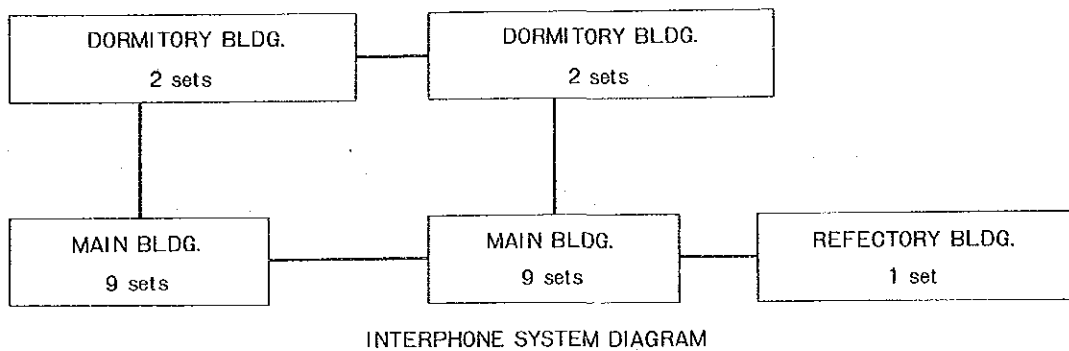 DORMITORY BLDG.
2 sets
DORMITORY BLDG.
2 sets
MAIN BLDG.
9 sets
MAIN BLDG.
9 sets
REFECTORY BLDG.
1 set
INTERPHONE SYSTEM DIAGRAM